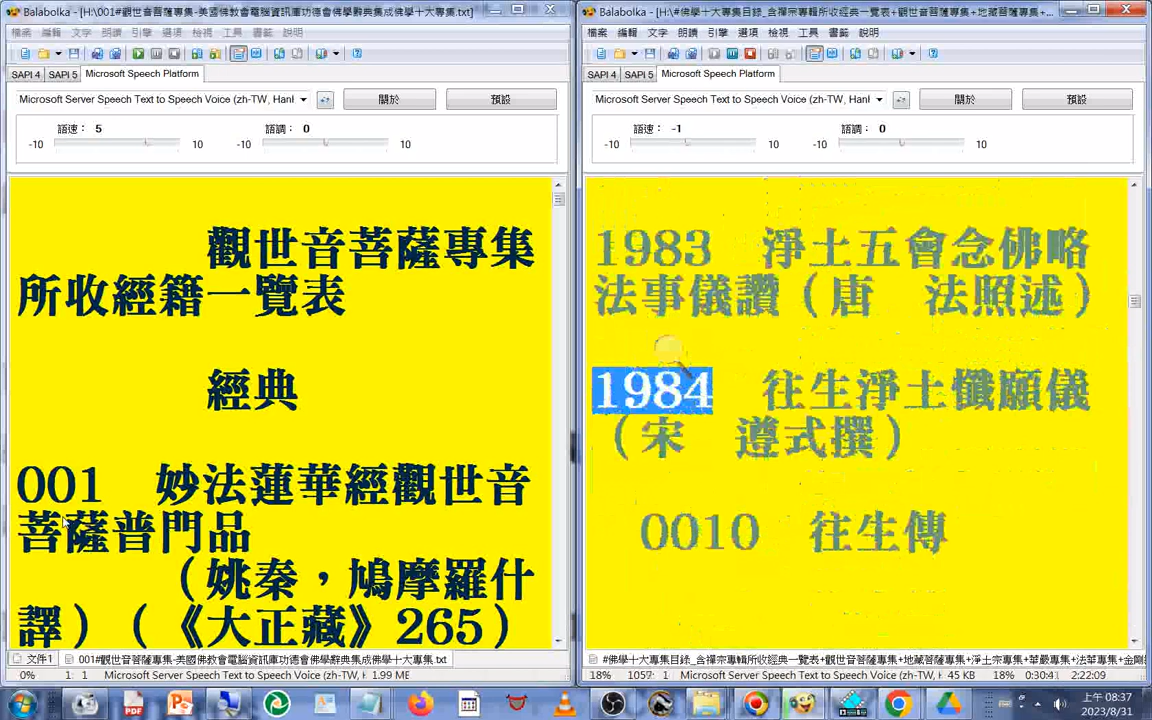 Balabolka - [H:\001#觀世音菩薩專集-美國佛教會電腦資訊庫功德會佛學辭典集成佛學十大專集.txt]
檔案 編輯 文字 朗讀 引擎 選項 檢視 工具 書籤 說明
SAPI 4 SAPI 5 Microsoft Speech Platform
Microsoft Server Speech Text to Speech Voice (zh-TW, Hanl
關於
預設
語速： 5
語調： 0
-10 10 -10 10
觀世音菩薩專集
所收經籍一覽表
經典
001 妙法蓮華經觀世音
菩薩普門品
（姚秦，鳩摩羅什
譯）（《大正藏》265）
文件1 001#觀世音菩薩專集-美國佛教會電腦資訊庫功德會佛學辭典集成佛學十大專集.txt
0% 1: 1 Microsoft Server Speech Text to Speech Voice (zh-TW, I 1.99 MB
Balabolka - [H:\#佛學十大專集目錄_含禪宗專輯所收經典一覽表+觀世音菩薩專集+地藏菩薩專集+淨土宗專集+...
檔案 編輯 文字 朗讀 引擎 選項 檢視 工具 書籤 說明
SAPI 4 SAPI 5 Microsoft Speech Platform
Microsoft Server Speech Text to Speech Voice (zh-TW, Hanl
關於
預設
語速： -1
語調： 0
-10 10 -10 10
1983 淨土五會念佛略
法事儀讚（唐 法照述）
1984 往生淨土懺願儀
（宋 遵式撰）
0010 往生傳
#佛學十大專集目錄_含禪宗專輯所收經典一覽表+觀世音菩薩專集+地藏菩薩專集+淨土宗專集+華嚴專集+法華專集+金剛
18% 1057: 1 Microsoft Server Speech Text to Speech Voice (zh-TW, I 45 KB 18% 0:30:41 2:22:09
上午 08:37
2023/8/31